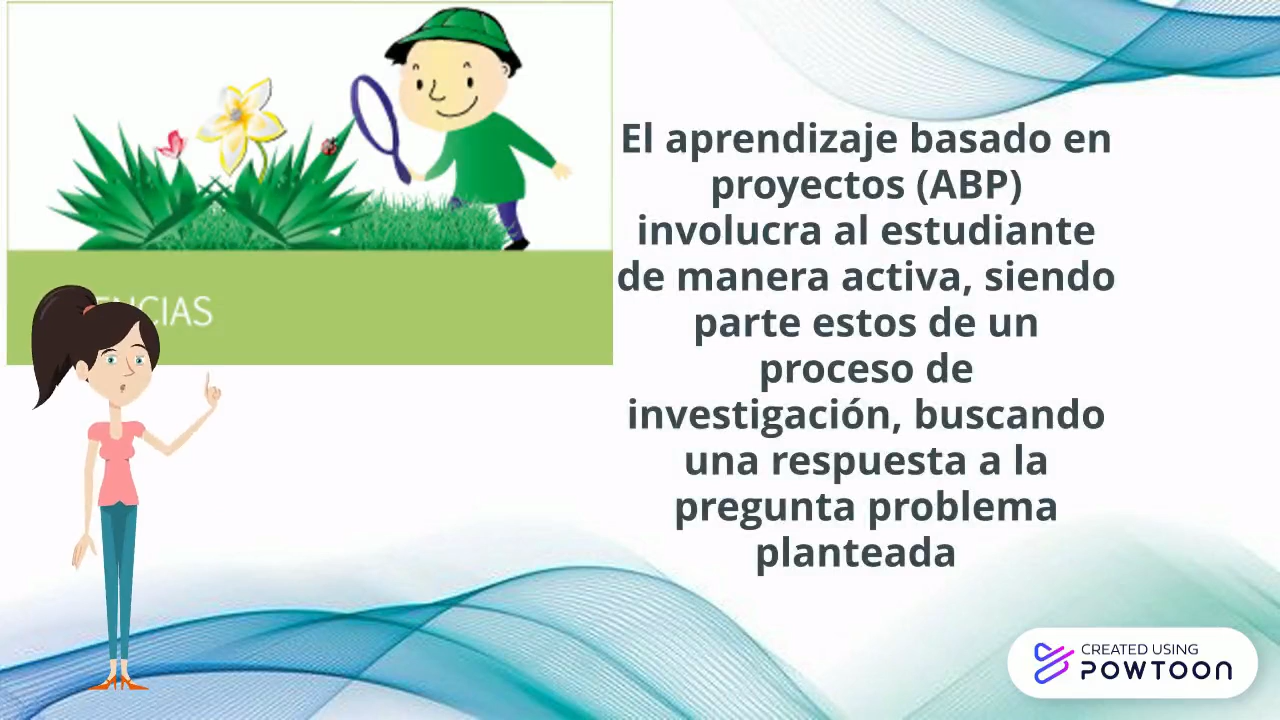 El aprendizaje basado en
proyectos (ABP)
involucra al estudiante
de manera activa, siendo
parte estos de un
proceso de
investigación, buscando
una respuesta a la
pregunta problema
planteada
CREATED USING
POWTOON